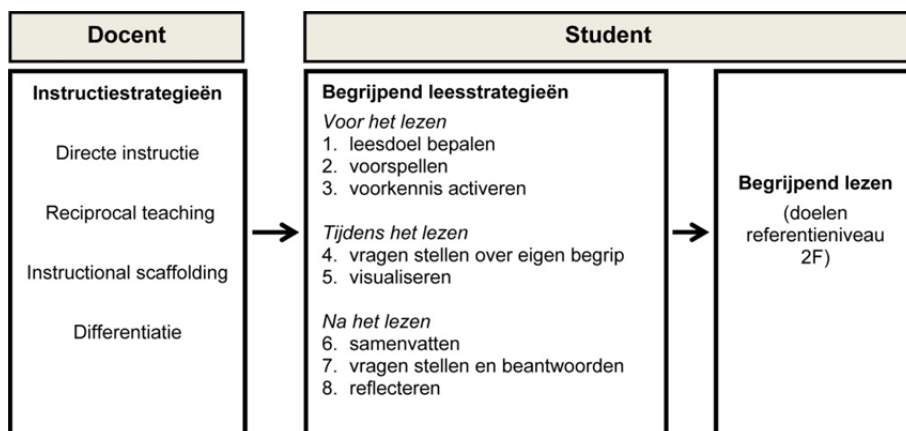 Docent
Student
Instructiestrategieën
Directe instructie
Reciprocal teaching
Instructional scaffolding
Differentiatie
Begrijpend leesstrategieën
Voor het lezen
1. leesdoel bepalen
2. voorspellen
3. voorkennis activeren
Tijdens het lezen
4. vragen stellen over eigen begrip
5. visualiseren
Na het lezen
6. samenvatten
7. vragen stellen en beantwoorden
8. reflecteren
Begrijpend lezen
(doelen
referentieniveau
2F)